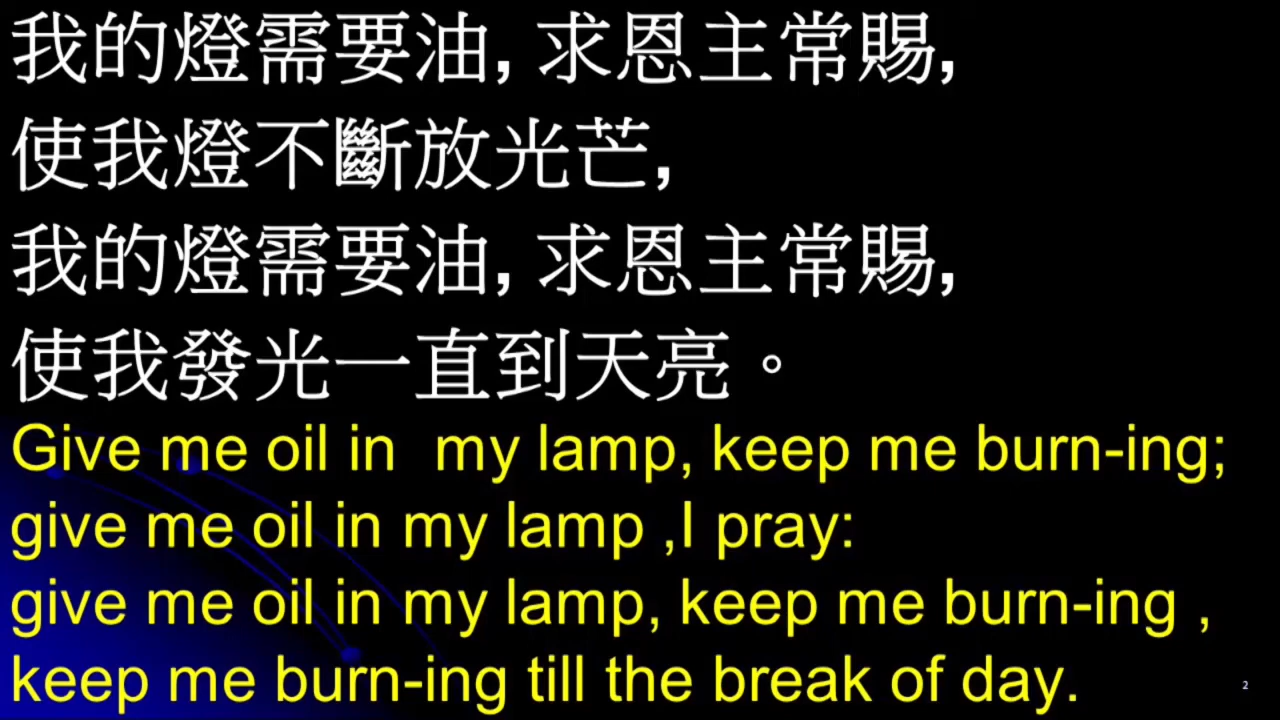 我的燈需要油, 求恩主常賜,
使我燈不斷放光芒,
我的燈需要油, 求恩主常賜,
使我發光一直到天亮。
Give me oil in  my lamp, keep me burn-ing;
give me oil in my lamp ,I pray:
give me oil in my lamp, keep me burn-ing ,
keep me burn-ing till the break of day.
2